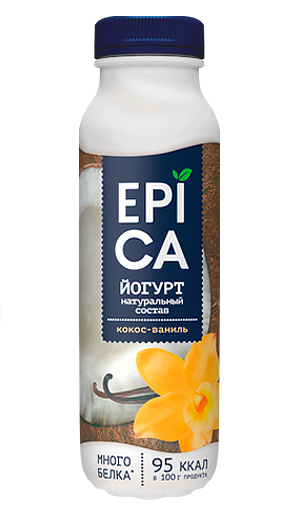 EPI
CA
ЙОГУРТ
натуральный
состав
кокос-ваниль
МНОГО
БЕЛКА*
95 ККАЛ
в 100 г ПРОДУКТА